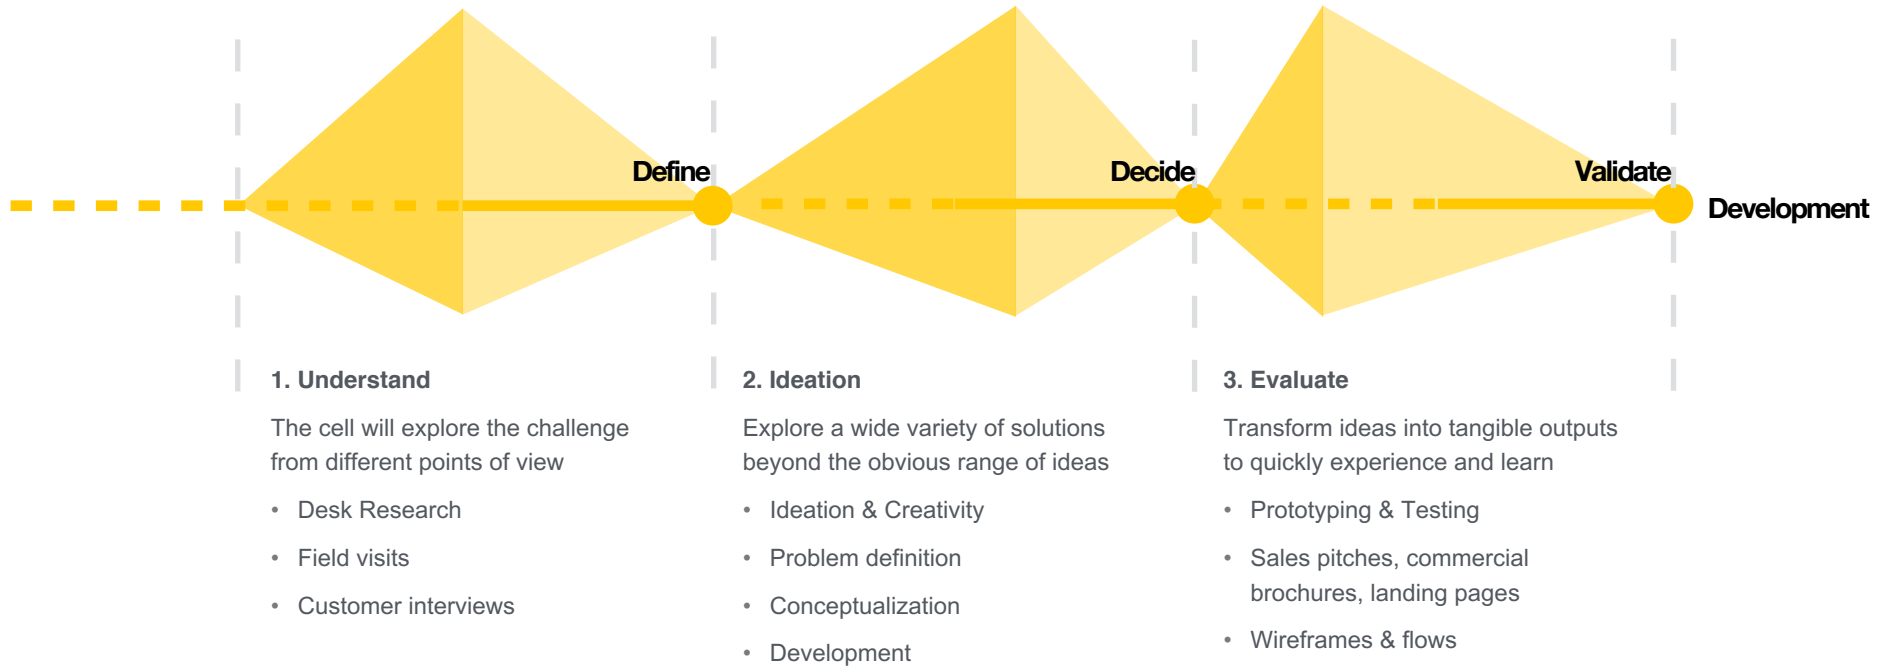 Define
Decide
Validate
Development
1. Understand
The cell will explore the challenge
from different points of view
• Desk Research
• Field visits
• Customer interviews
2. Ideation
Explore a wide variety of solutions
beyond the obvious range of ideas
• Ideation & Creativity
• Problem definition
• Conceptualization
• Development
3. Evaluate
Transform ideas into tangible outputs
to quickly experience and learn
• Prototyping & Testing
• Sales pitches, commercial
brochures, landing pages
• Wireframes & flows